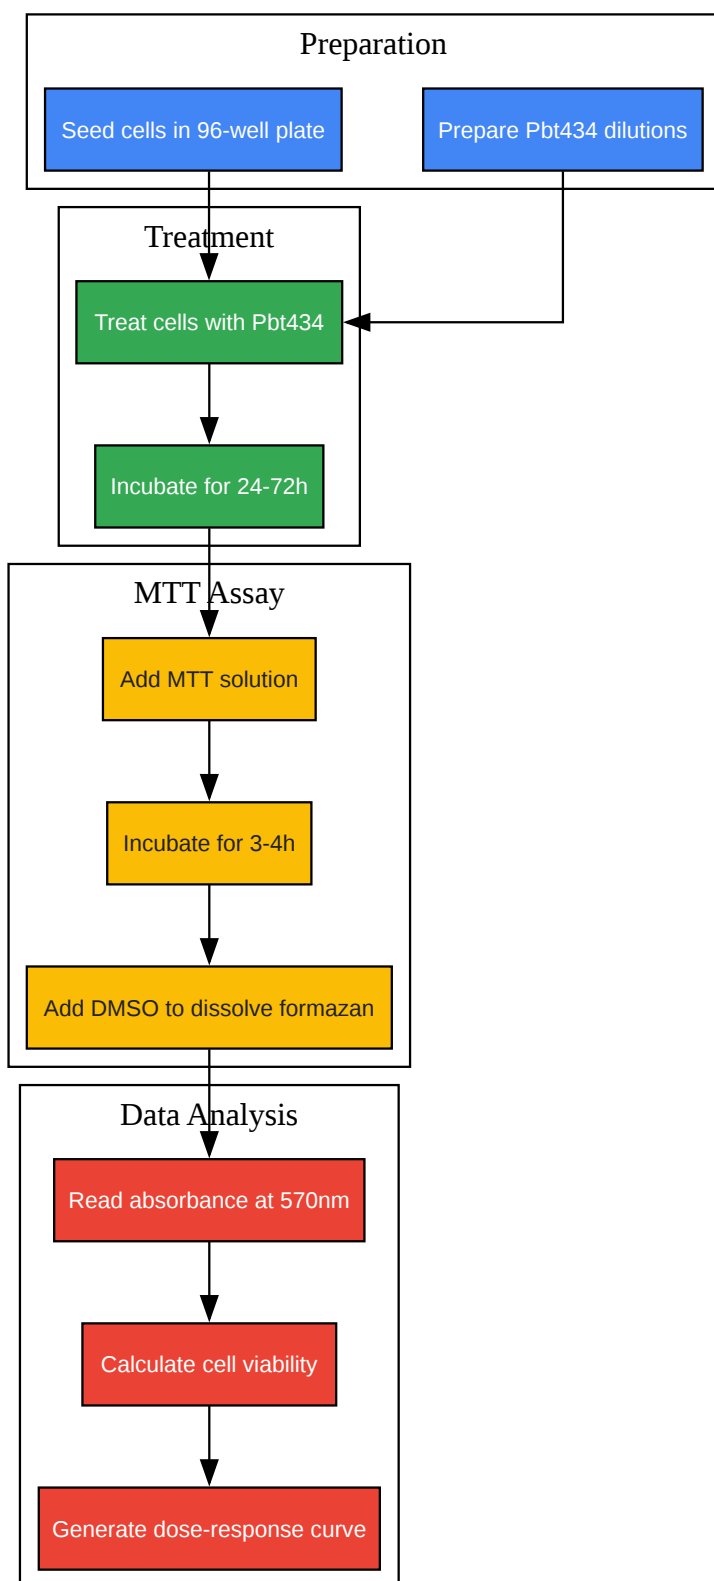 Preparation
Seed cells in 96-well plate
Prepare Pbt434 dilutions
Treatment
Treat cells with Pbt434
Incubate for 24-72h
MTT Assay
Add MTT solution
Incubate for 3-4h
Add DMSO to dissolve formazan
Data Analysis
Read absorbance at 570nm
Calculate cell viability
Generate dose-response curve